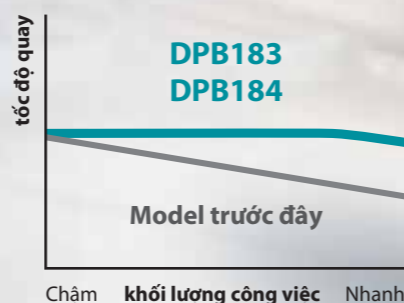 tốc độ quay
DPB183
DPB184
Model trước đây
Chậm khối lượng công việc Nhanh